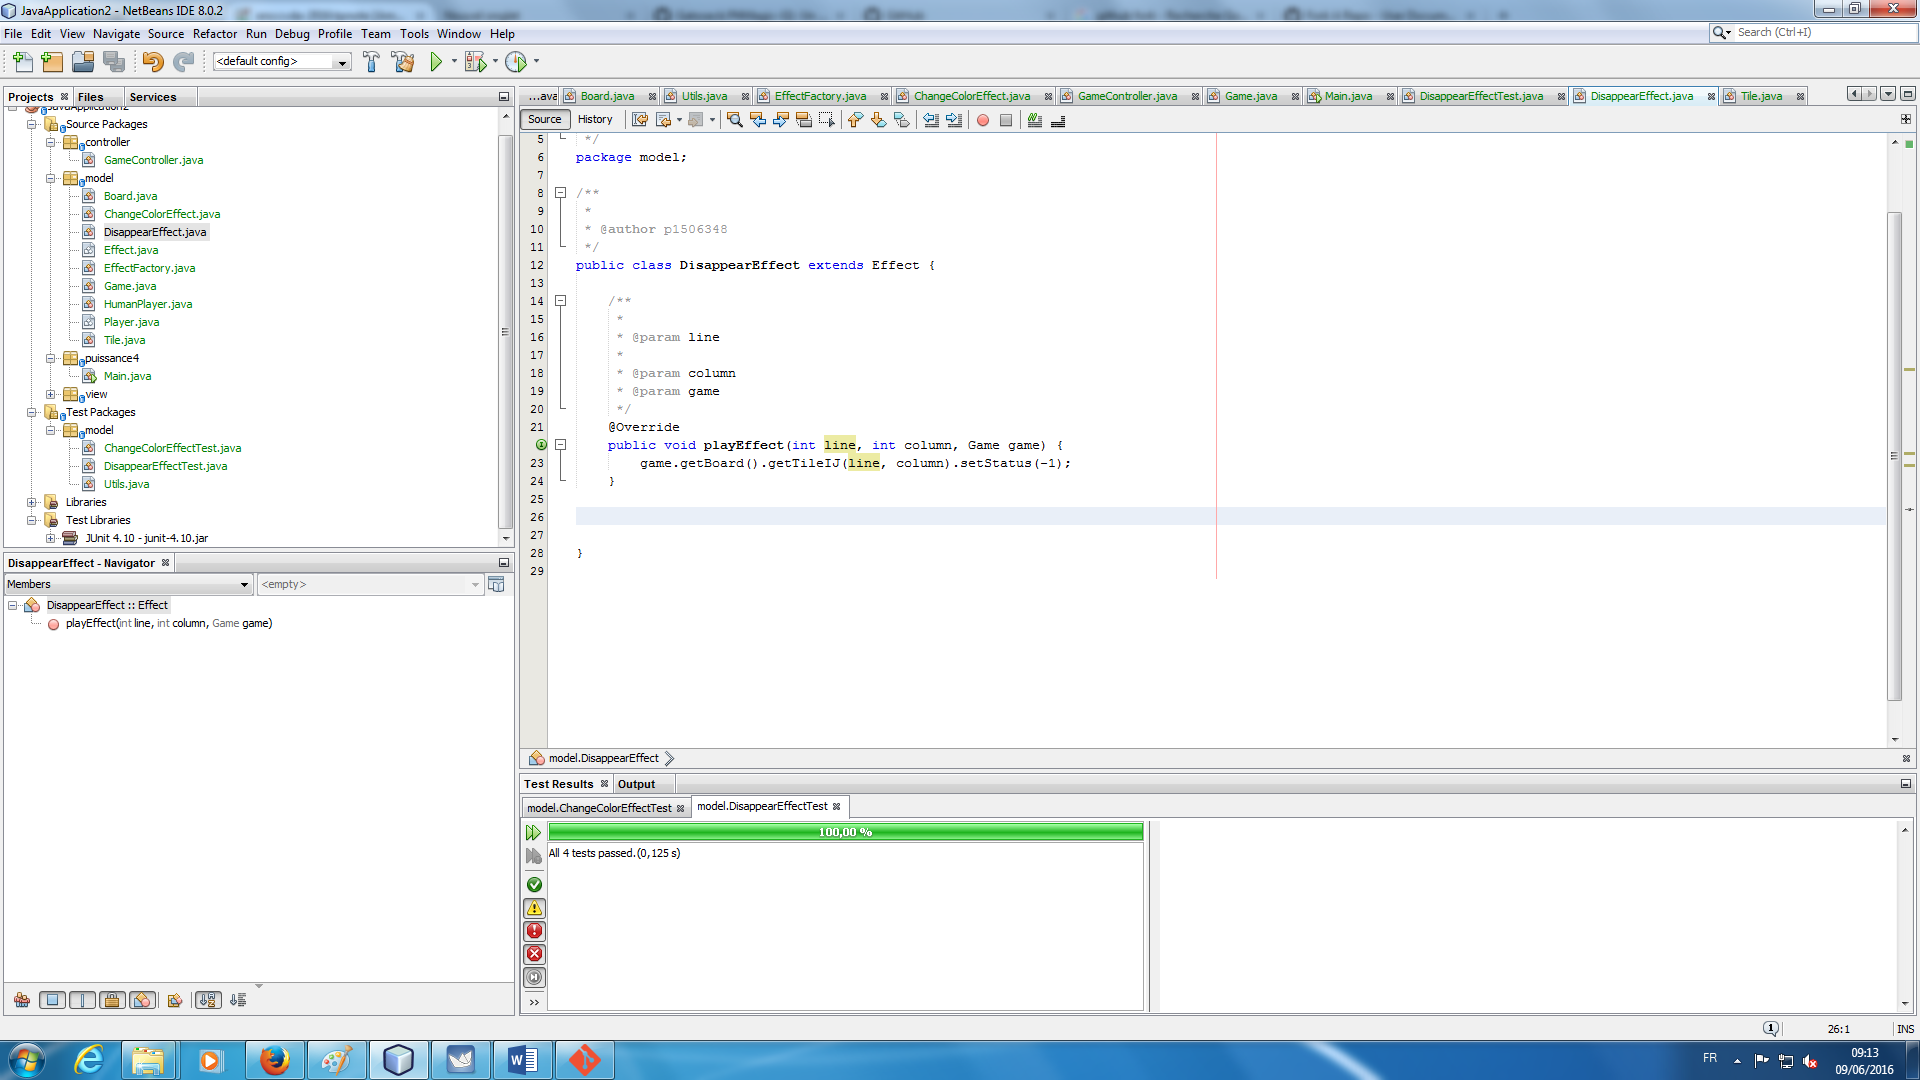 JavaApplication2 - NetBeans IDE 8.0.2
File Edit View Navigate Source Refactor Run Debug Profile Team Tools Window Help
Search (Ctrl+I)
<default config>
Projects Files Services
JavaApplication2
Source Packages
controller
GameController.java
model
Board.java
ChangeColorEffect.java
DisappearEffect.java
Effect.java
EffectFactory.java
Game.java
HumanPlayer.java
Player.java
Tile.java
puissance4
Main.java
view
Test Packages
model
ChangeColorEffectTest.java
DisappearEffectTest.java
Utils.java
Libraries
Test Libraries
JUnit 4.10 - junit-4.10.jar
DisappearEffect - Navigator
Members <empty>
DisappearEffect :: Effect
playEffect(int line, int column, Game game)
...ava Board.java Utils.java EffectFactory.java ChangeColorEffect.java GameController.java Game.java Main.java DisappearEffectTest.java DisappearEffect.java Tile.java
Source History
5 */
6 package model;
7
8 /**
9 *
10 * @author p1506348
11 */
12 public class DisappearEffect extends Effect {
13
14 /**
15 *
16 * @param line
17 *
18 * @param column
19 * @param game
20 */
21 @Override
public void playEffect(int line, int column, Game game) {
23 game.getBoard().getTileIJ(line, column).setStatus(-1);
24 }
25
26
27
28 }
29
model.DisappearEffect
Test Results Output
model.ChangeColorEffectTest model.DisappearEffectTest
100,00 %
All 4 tests passed.(0,125 s)
1 26:1 INS
FR 09:13
09/06/2016